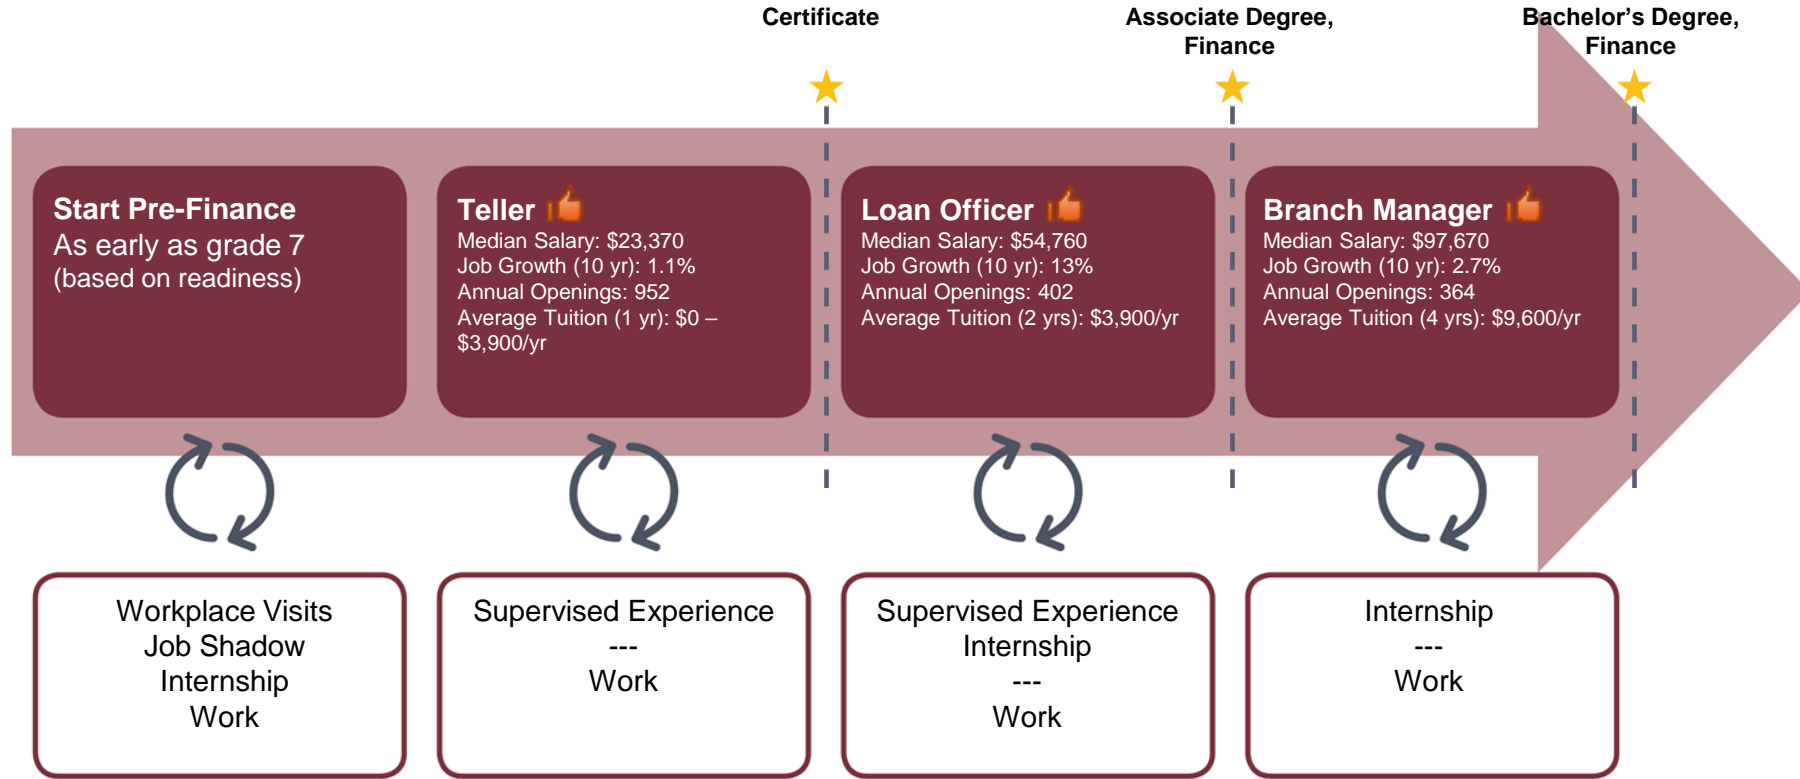 Certificate
Associate Degree,
Finance
Bachelor’s Degree,
Finance
Start Pre-Finance
As early as grade 7
(based on readiness)
Teller
Median Salary: $23,370
Job Growth (10 yr): 1.1%
Annual Openings: 952
Average Tuition (1 yr): $0 –
$3,900/yr
Loan Officer
Median Salary: $54,760
Job Growth (10 yr): 13%
Annual Openings: 402
Average Tuition (2 yrs): $3,900/yr
Branch Manager
Median Salary: $97,670
Job Growth (10 yr): 2.7%
Annual Openings: 364
Average Tuition (4 yrs): $9,600/yr
Workplace Visits
Job Shadow
Internship
Work
Supervised Experience
---
Work
Supervised Experience
Internship
---
Work
Internship
---
Work